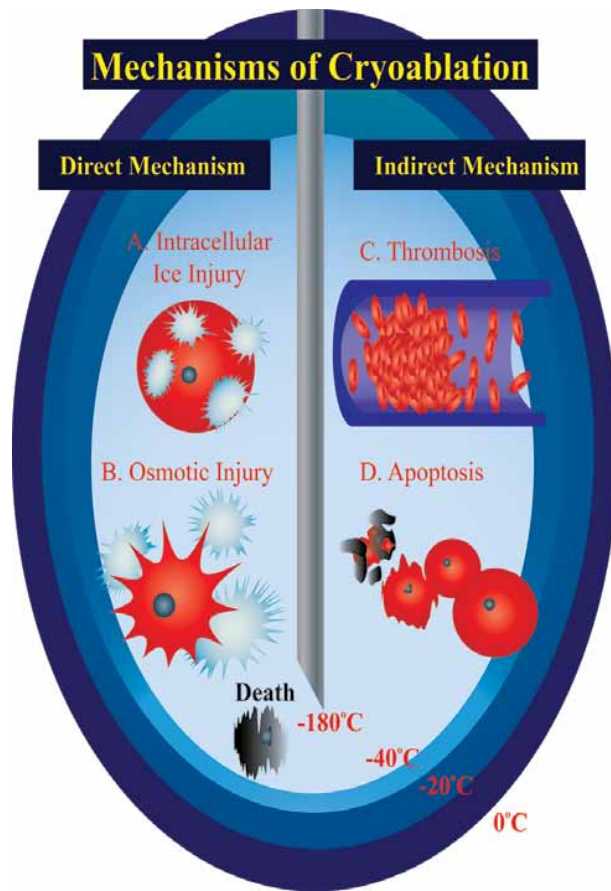 Mechanisms of Cryoablation
Direct Mechanism
Indirect Mechanism
A. Intracellular
Ice Injury
C. Thrombosis
B. Osmotic Injury
D. Apoptosis
Death
-180°C
-40°C
-20°C
0°C